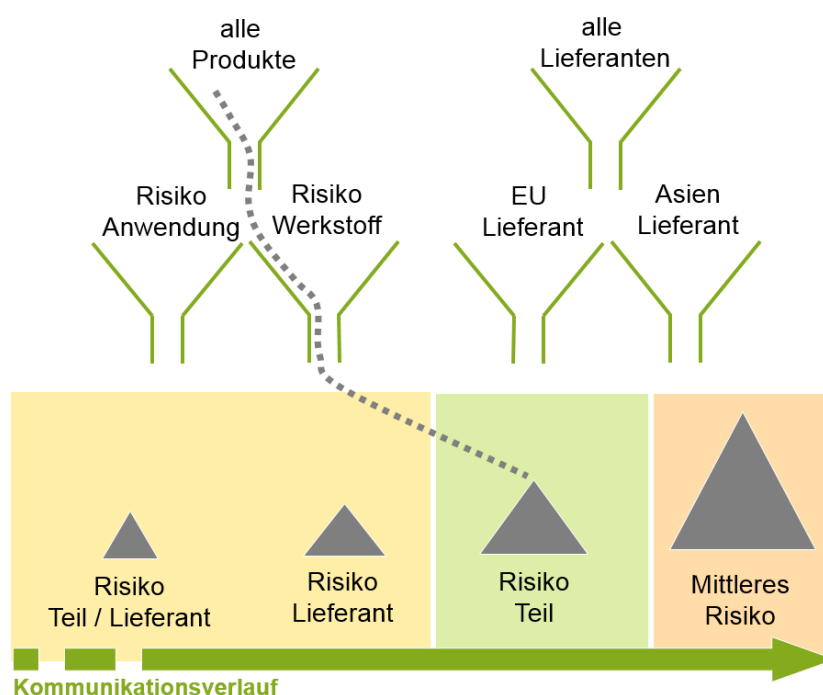 alle
Produkte
alle
Lieferanten
Risiko
Anwendung
Risiko
Werkstoff
EU
Lieferant
Asien
Lieferant
Risiko
Teil / Lieferant
Risiko
Lieferant
Risiko
Teil
Mittleres
Risiko
Kommunikationsverlauf